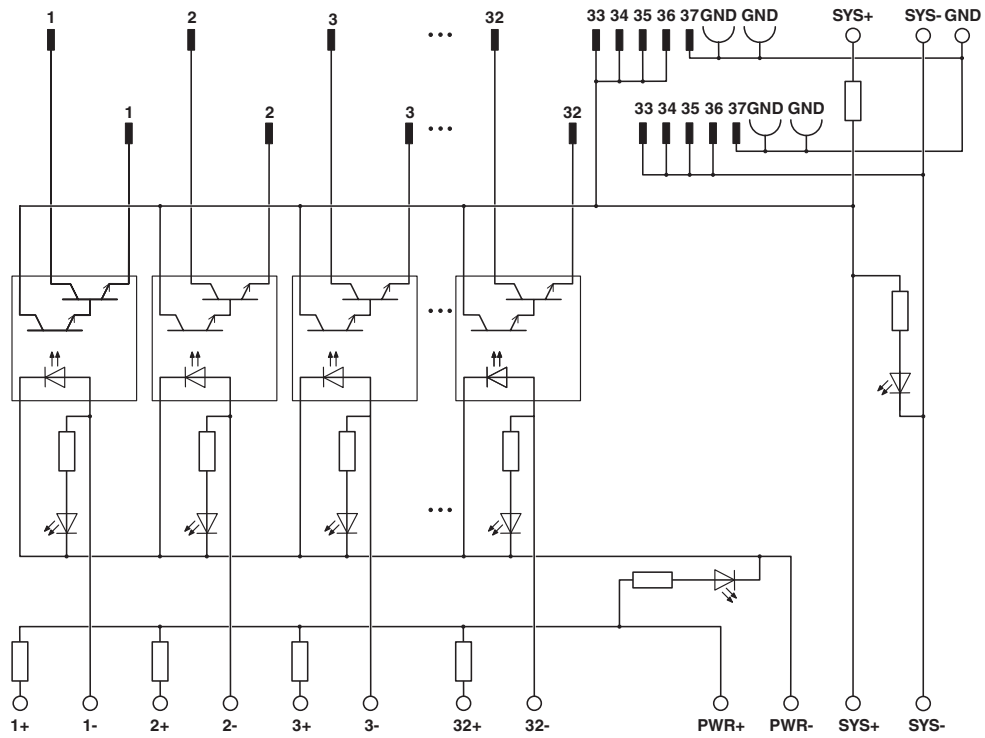 1 2 3 ... 32 33 34 35 36 37 GND GND SYS+ SYS- GND
1 2 3 ... 32 33 34 35 36 37 GND GND
...
...
1+ 1- 2+ 2- 3+ 3- 32+ 32- PWR+ PWR- SYS+ SYS-